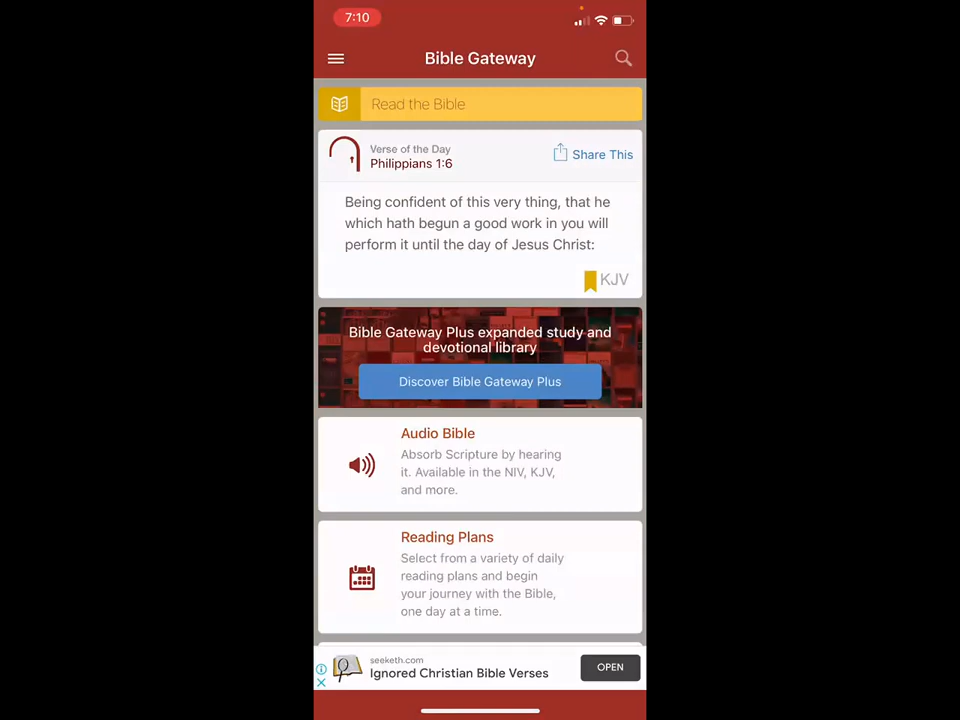 7:10
Bible Gateway
Read the Bible
Verse of the Day
Philippians 1:6
Share This
Being confident of this very thing, that he
which hath begun a good work in you will
perform it until the day of Jesus Christ:
KJV
Bible Gateway Plus expanded study and
devotional library
Discover Bible Gateway Plus
Audio Bible
Absorb Scripture by hearing
it. Available in the NIV, KJV,
and more.
Reading Plans
Select from a variety of daily
reading plans and begin
your journey with the Bible,
one day at a time.
seeketh.com
Ignored Christian Bible Verses
OPEN